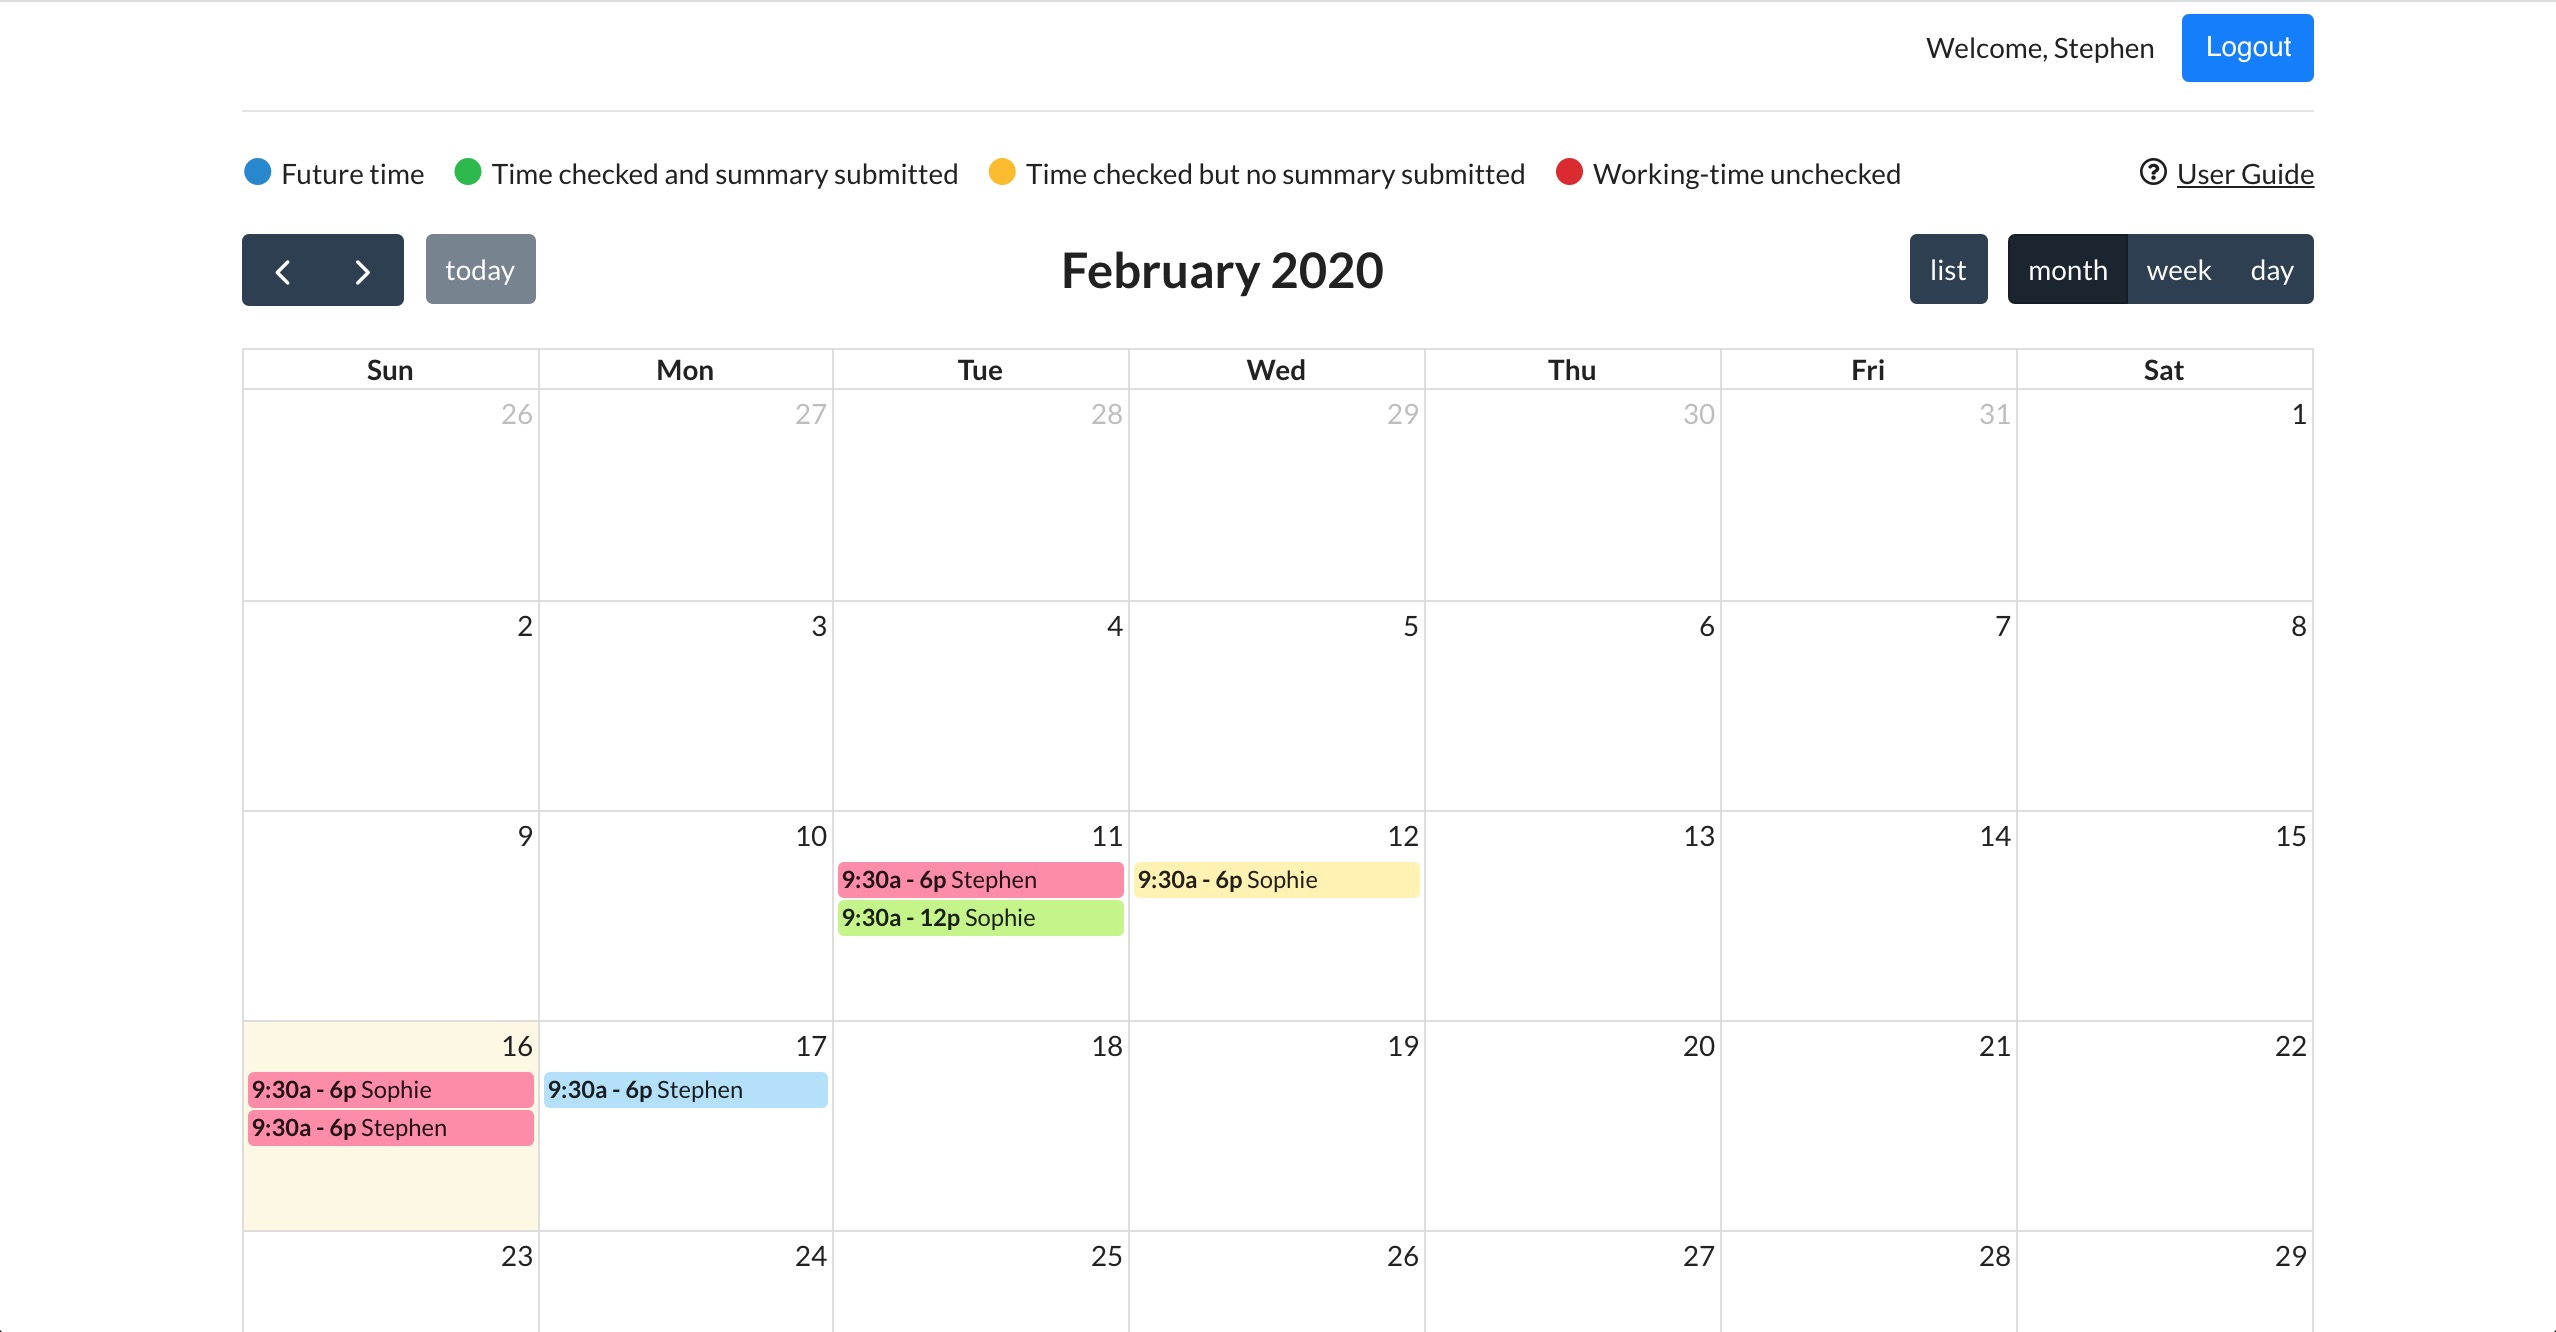 Welcome, Stephen Logout
Future time Time checked and summary submitted Time checked but no summary submitted Working-time unchecked User Guide
today February 2020 list month week day
Sun Mon Tue Wed Thu Fri Sat
26 27 28 29 30 31 1
2 3 4 5 6 7 8
9 10 11 12 13 14 15
9:30a - 6p Stephen 9:30a - 6p Sophie
9:30a - 12p Sophie
16 17 18 19 20 21 22
9:30a - 6p Sophie 9:30a - 6p Stephen
9:30a - 6p Stephen
23 24 25 26 27 28 29